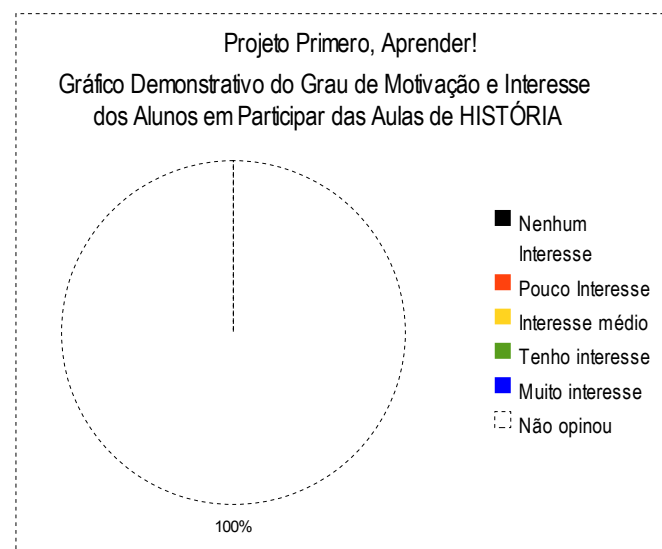 Projeto Primero, Aprender!
Gráfico Demonstrativo do Grau de Motivação e Interesse
dos Alunos em Participar das Aulas de HISTÓRIA
Nenhum
Interesse
Pouco Interesse
Interesse médio
Tenho interesse
Muito interesse
Não opinou
100%